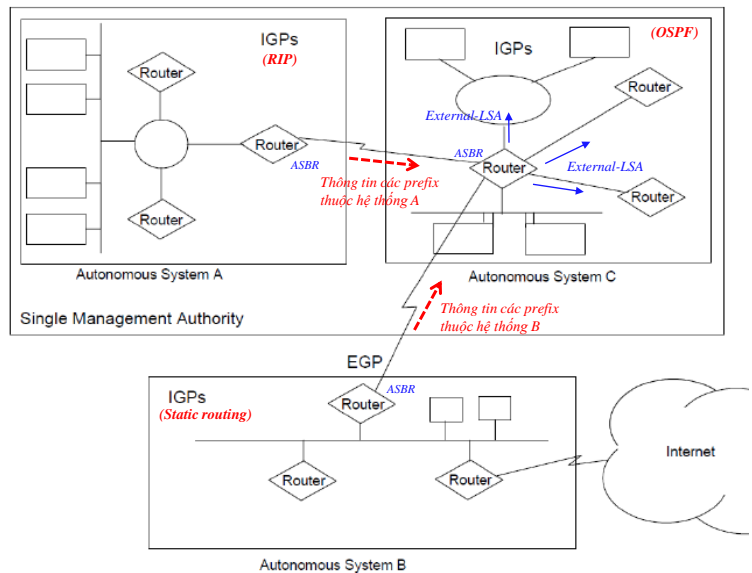 IGPs
(RIP)
Router
Router
ASBR
Router
Autonomous System A
IGPs
(OSPF)
Router
External-LSA
ASBR
Router
External-LSA
Router
Autonomous System C
Thông tin các prefix
thuộc hệ thống A
Single Management Authority
Thông tin các prefix
thuộc hệ thống B
EGP
IGPs
(Static routing)
Router
ASBR
Router
Router
Internet
Autonomous System B